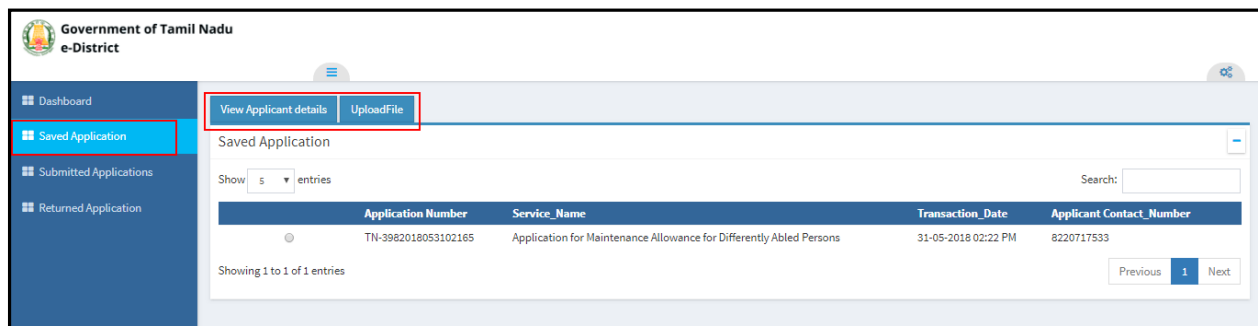 Government of Tamil Nadu
e-District
Dashboard
Saved Application
Submitted Applications
Returned Application
View Applicant details UploadFile
Saved Application
Show 5 entries Search:
Application Number Service_Name Transaction_Date Applicant Contact_Number
TN-3982018053102165 Application for Maintenance Allowance for Differently Abled Persons 31-05-2018 02:22 PM 8220717533
Showing 1 to 1 of 1 entries Previous 1 Next